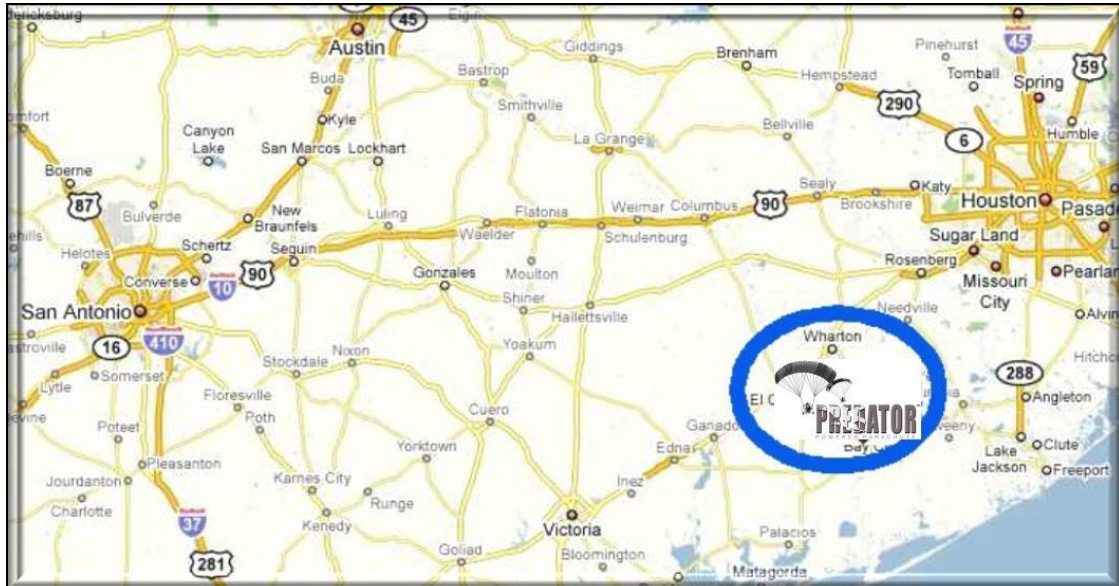 45
Elgin
Austin
Giddings
Brenham
Pinehurst
45
59
Buda
Bastrop
Hempstead
Tomball
Spring
Smithville
290
Kyle
Canyon
Lake
San Marcos
Lockhart
La Grange
Bellville
6
Humble
Boerne
87
Bulverde
New
Braunfels
Luling
Flatonia
Weimar
Columbus
90
Sealy
Brookshire
Katy
Houston
Helotes
Schertz
Seguin
Waelder
Schulenburg
Sugar Land
Converse
90
10
Gonzales
Moulton
Rosenberg
Missouri
City
San Antonio
Shiner
Hallettsville
Needville
16
410
Stockdale
Nixon
Yoakum
Wharton
288
Lytle
Somerset
Floresville
Poth
Cuero
PREDATOR
POWERED PARACHUTE
Angleton
Poteet
Yorktown
Edna
Clute
Pleasanton
Lake
Jackson
Freeport
Jourdanton
Charlotte
Karnes City
Runge
Inez
37
Kenedy
Victoria
Palacios
281
Goliad
Bloomington
Matagorda